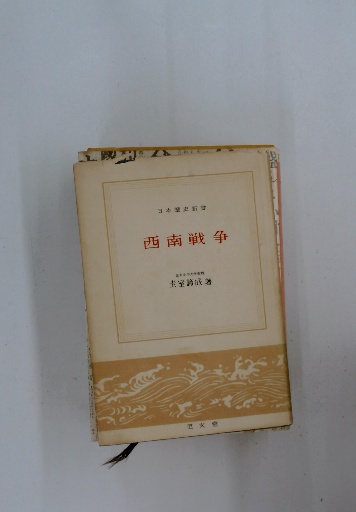 日本歴史新書
西南戦争
圭室諦成著
至文堂